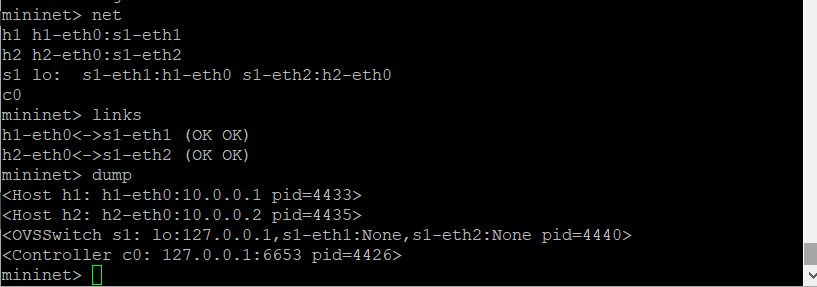 mininet> net
h1 h1-eth0:s1-eth1
h2 h2-eth0:s1-eth2
s1 lo:  s1-eth1:h1-eth0 s1-eth2:h2-eth0
c0
mininet> links
h1-eth0<->s1-eth1 (OK OK)
h2-eth0<->s1-eth2 (OK OK)
mininet> dump
<Host h1: h1-eth0:10.0.0.1 pid=4433>
<Host h2: h2-eth0:10.0.0.2 pid=4435>
<OVSSwitch s1: lo:127.0.0.1,s1-eth1:None,s1-eth2:None pid=4440>
<Controller c0: 127.0.0.1:6653 pid=4426>
mininet>